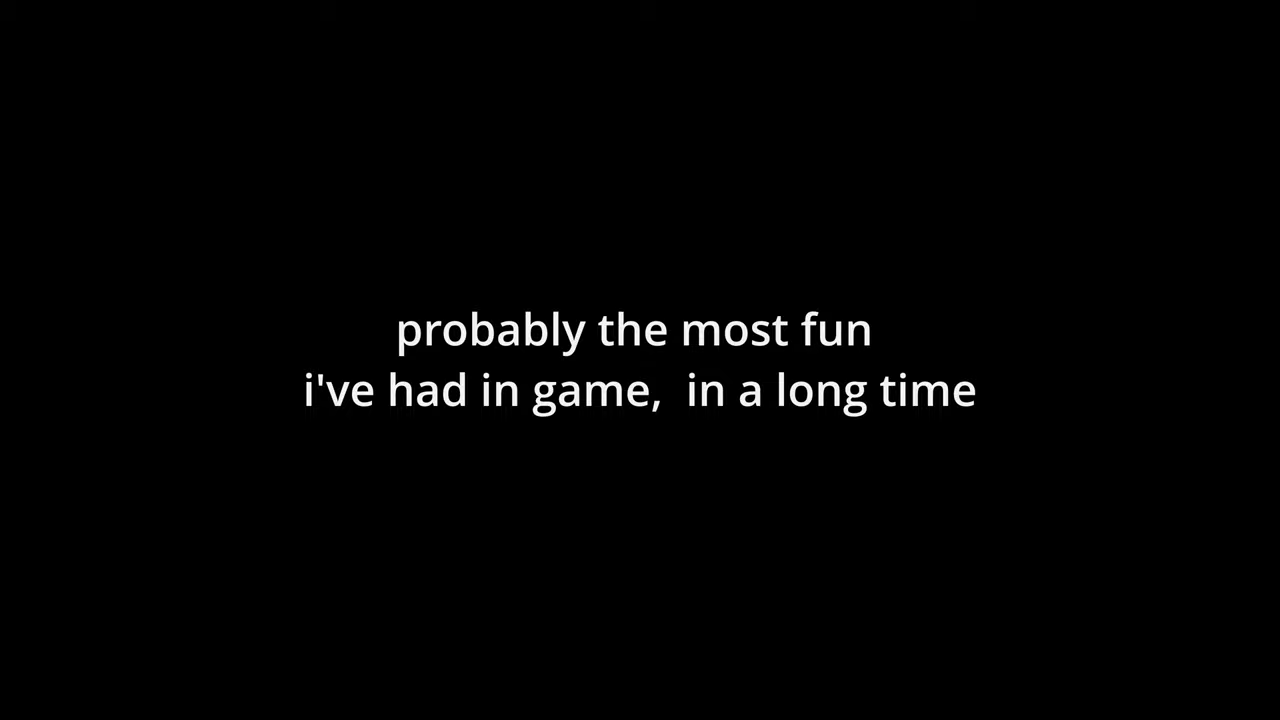 probably the most fun
i've had in game,  in a long time